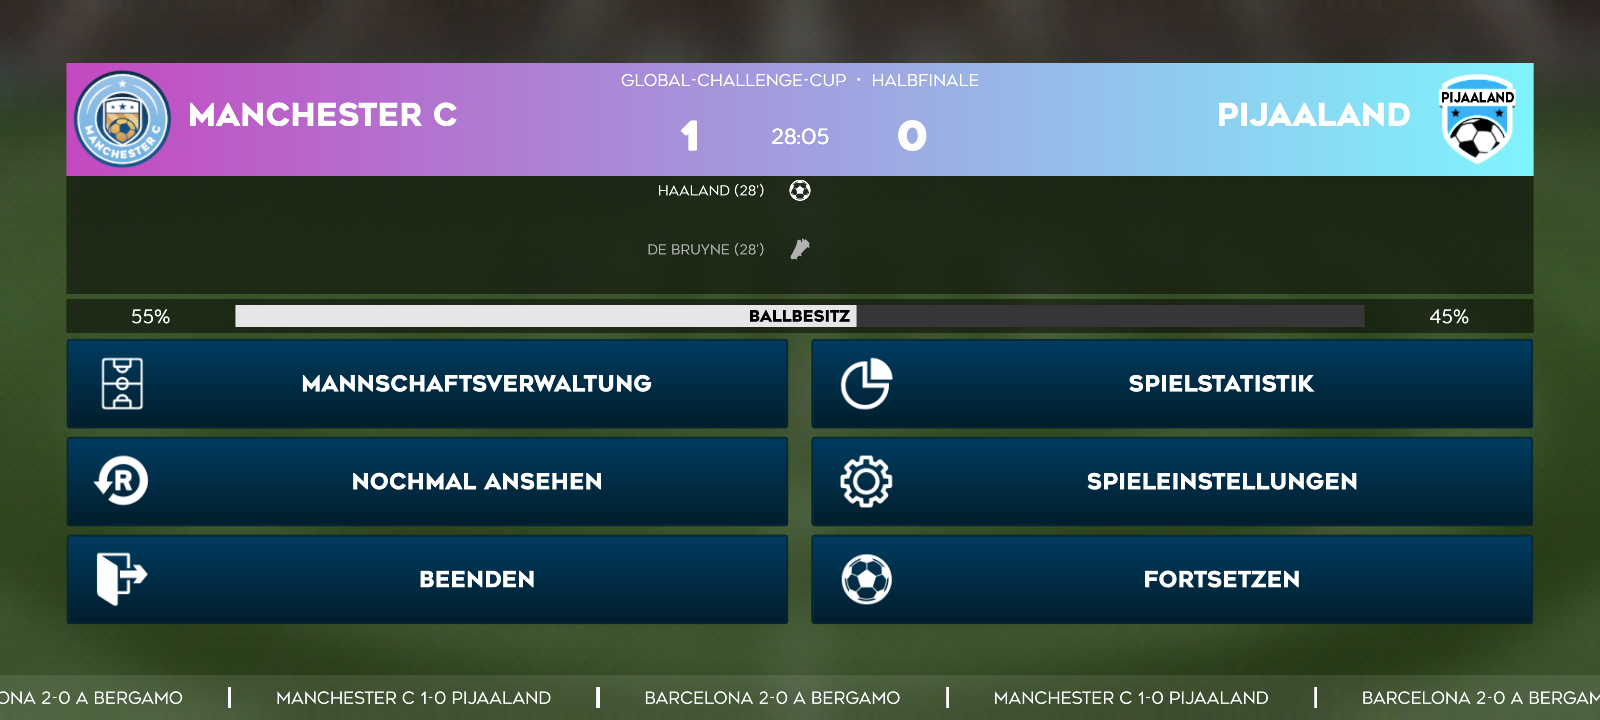 GLOBAL-CHALLENGE-CUP • HALBFINALE
MANCHESTER C
MANCHESTER C
1 28:05 0
PIJAALAND
PIJAALAND
HAALAND (28')
DE BRUYNE (28')
55% BALLBESITZ 45%
MANNSCHAFTSVERWALTUNG
SPIELSTATISTIK
R NOCHMAL ANSEHEN
SPIELEINSTELLUNGEN
BEENDEN
FORTSETZEN
ONA 2-0 A BERGAMO | MANCHESTER C 1-0 PIJAALAND | BARCELONA 2-0 A BERGAMO | MANCHESTER C 1-0 PIJAALAND | BARCELONA 2-0 A BERGAM